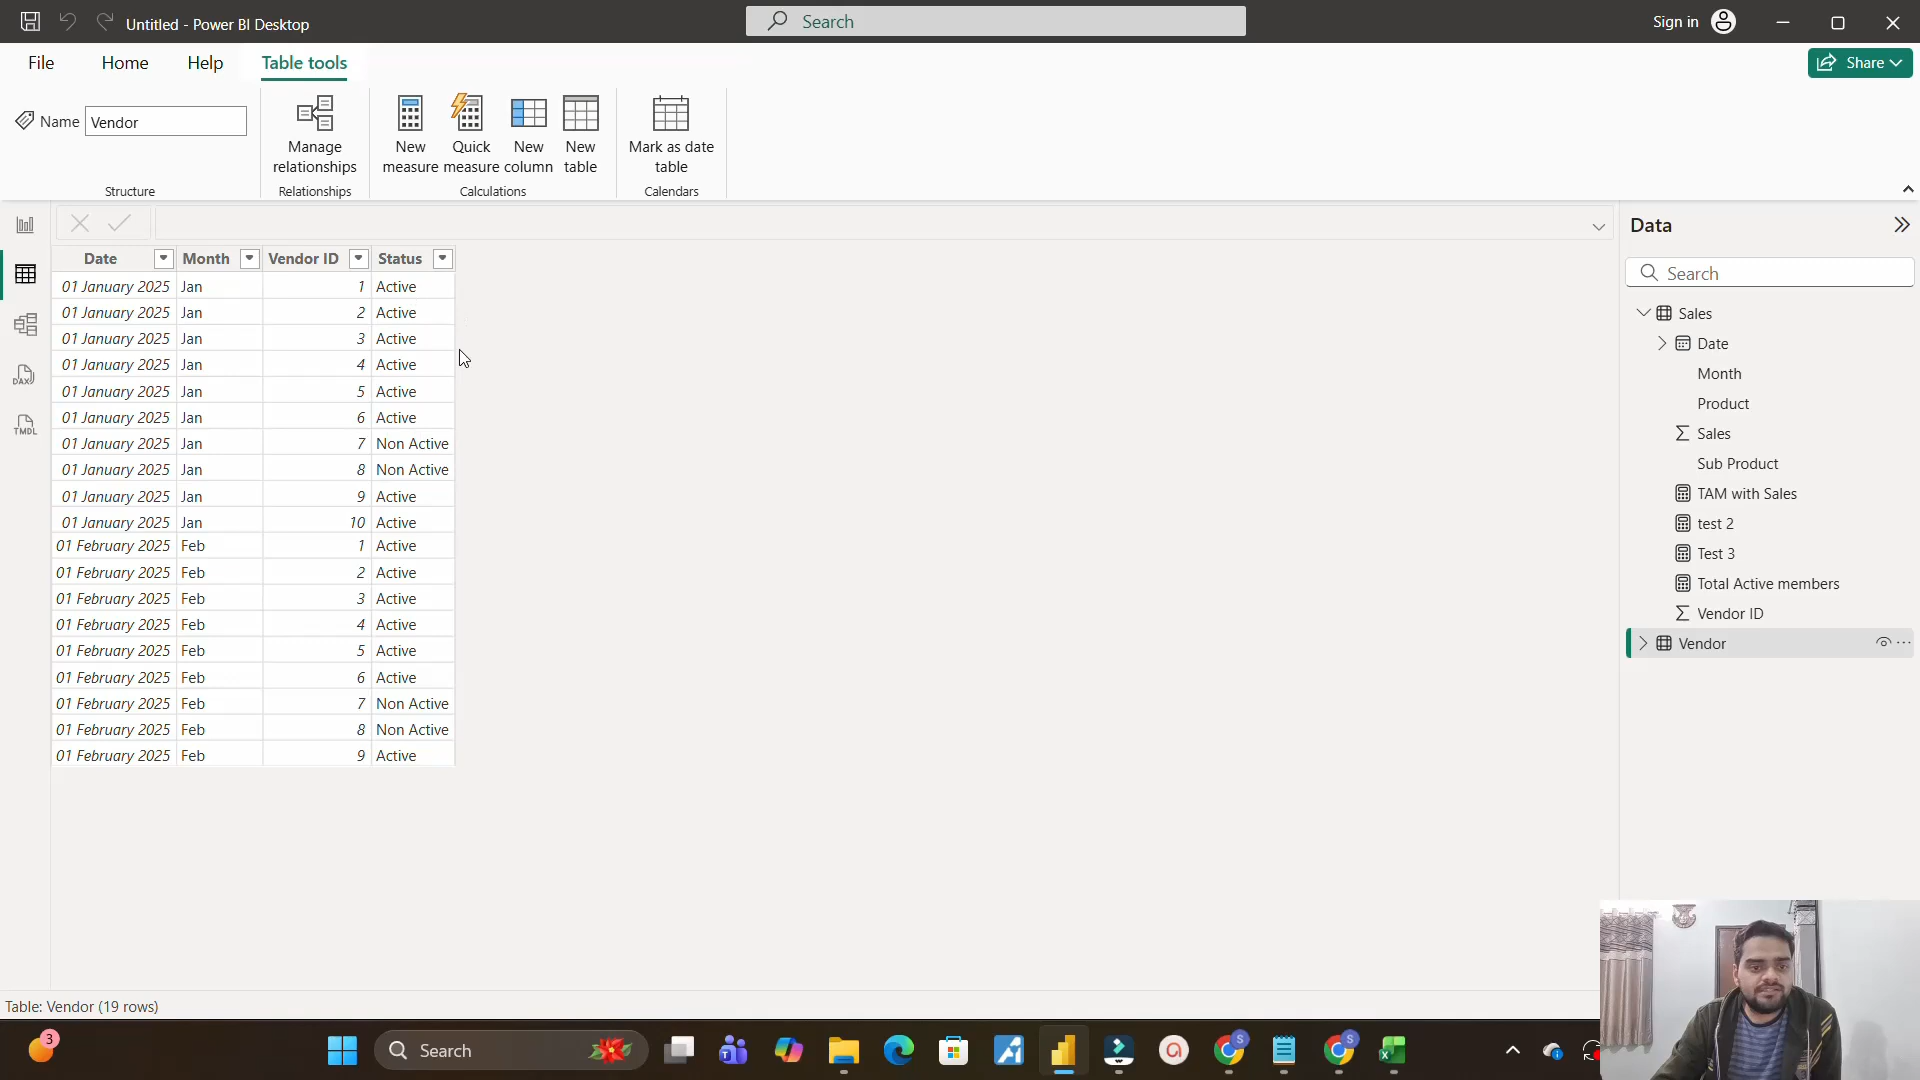 Untitled - Power BI Desktop
Search
Sign in
File
Home
Help
Table tools
Share
Name
Vendor
Manage relationships
New measure
Quick measure
New column
New table
Mark as date table
Structure
Relationships
Calculations
Calendars
DAX
TMDL
Date Month Vendor ID Status
01 January 2025 Jan 1 Active
01 January 2025 Jan 2 Active
01 January 2025 Jan 3 Active
01 January 2025 Jan 4 Active
01 January 2025 Jan 5 Active
01 January 2025 Jan 6 Active
01 January 2025 Jan 7 Non Active
01 January 2025 Jan 8 Non Active
01 January 2025 Jan 9 Active
01 January 2025 Jan 10 Active
01 February 2025 Feb 1 Active
01 February 2025 Feb 2 Active
01 February 2025 Feb 3 Active
01 February 2025 Feb 4 Active
01 February 2025 Feb 5 Active
01 February 2025 Feb 6 Active
01 February 2025 Feb 7 Non Active
01 February 2025 Feb 8 Non Active
01 February 2025 Feb 9 Active
Data
Search
Sales
Date
Month
Product
Sales
Sub Product
TAM with Sales
test 2
Test 3
Total Active members
Vendor ID
Vendor
Table: Vendor (19 rows)
3
Search
S
S